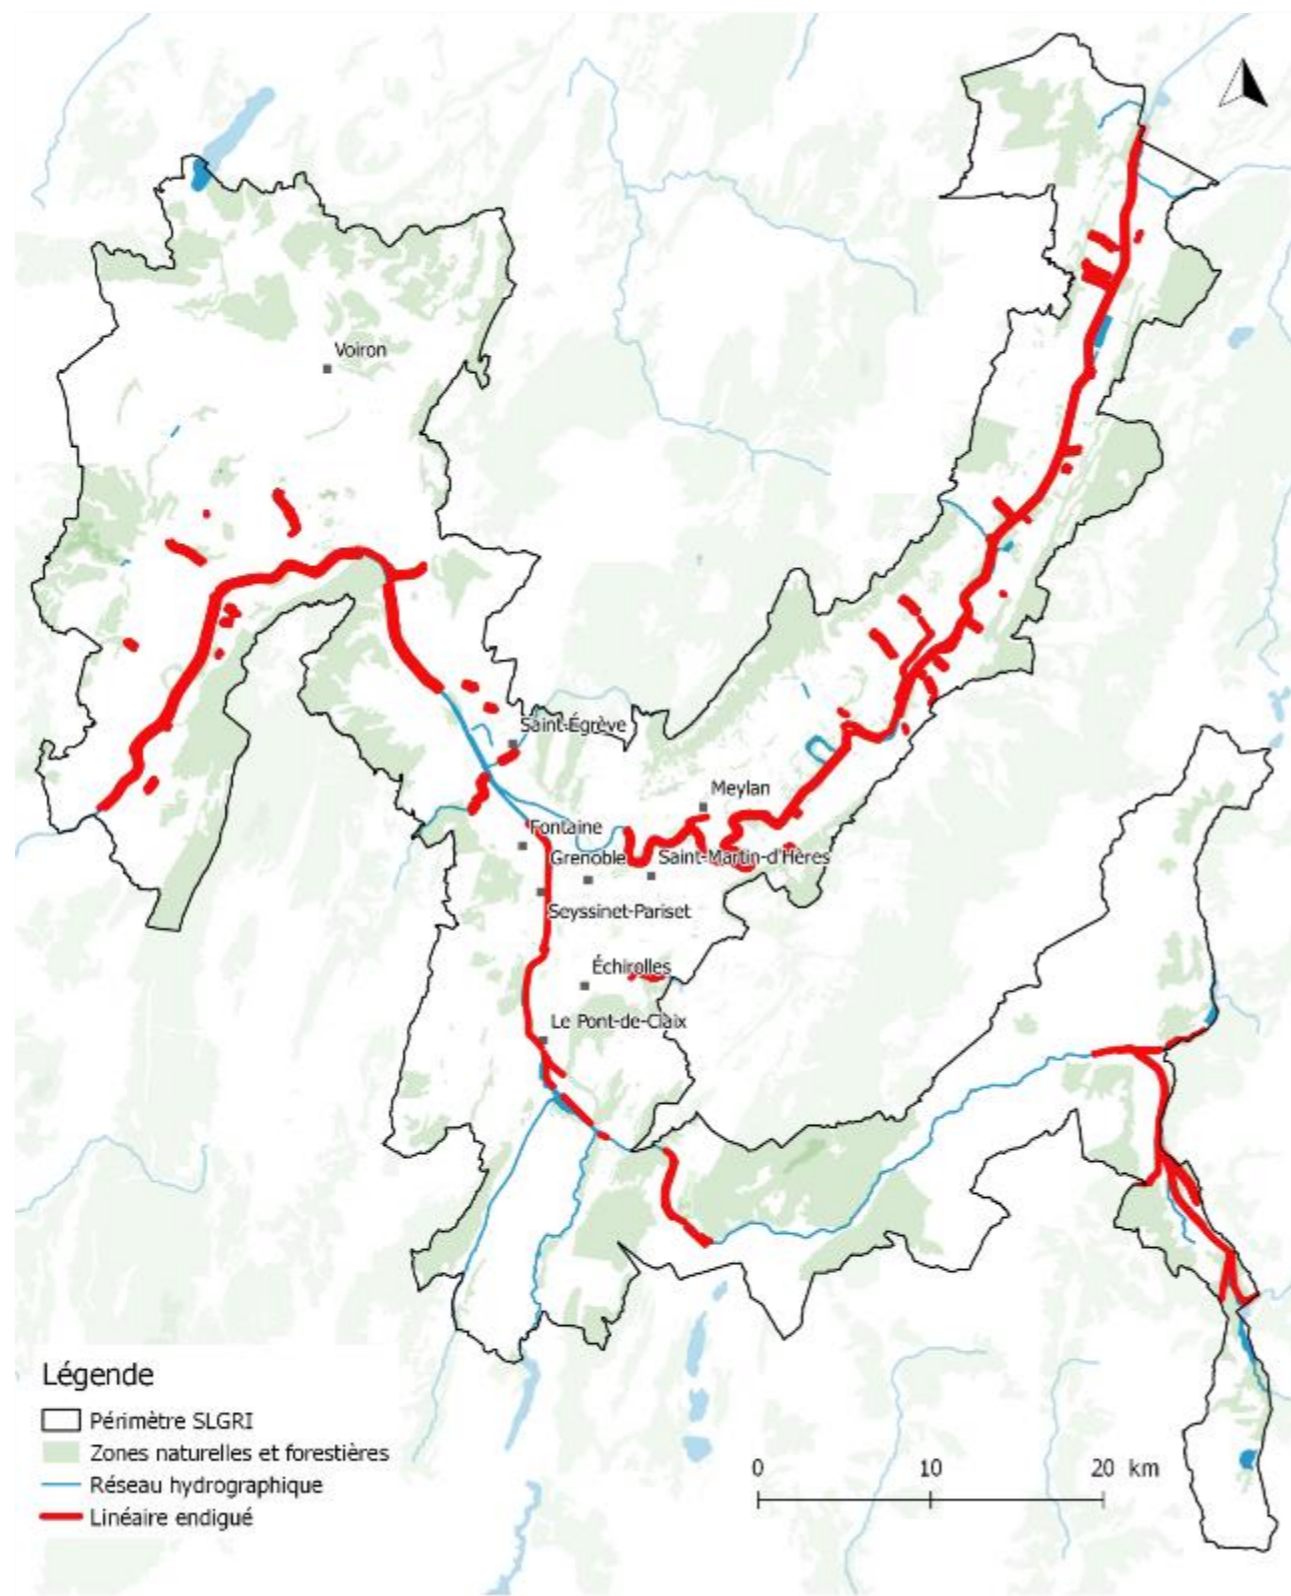 Voiron
Saint-Égrève
Meylan
Fontaine
Grenoble
Saint-Martin-d'Hères
Seyssinet-Pariset
Échirolles
Le Pont-de-Claix
Légende
Périmètre SLGRI
Zones naturelles et forestières
Réseau hydrographique
Linéaire endigué
0 10 20 km